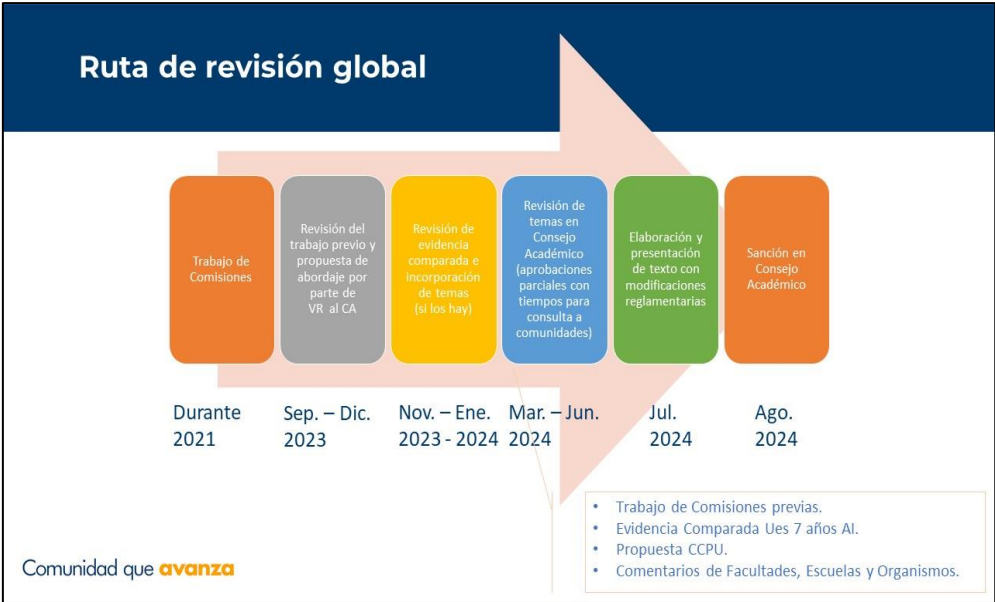 Ruta de revisión global
Trabajo de
Comisiones
Revisión del
trabajo previo y
propuesta de
abordaje por
parte de
VR al CA
Revisión de
evidencia
comparada e
incorporación
de temas
(si los hay)
Revisión de
temas en
Consejo
Académico
(aprobaciones
parciales con
tiempos para
consulta a
comunidades)
Elaboración y
presentación
de texto con
modificaciones
reglamentarias
Sanción en
Consejo
Académico
Durante
2021
Sep. – Dic.
2023
Nov. – Ene.
2023 - 2024
Mar. – Jun.
2024
Jul.
2024
Ago.
2024
• Trabajo de Comisiones previas.
• Evidencia Comparada Ues 7 años AI.
• Propuesta CCPU.
• Comentarios de Facultades, Escuelas y Organismos.
Comunidad que avanza